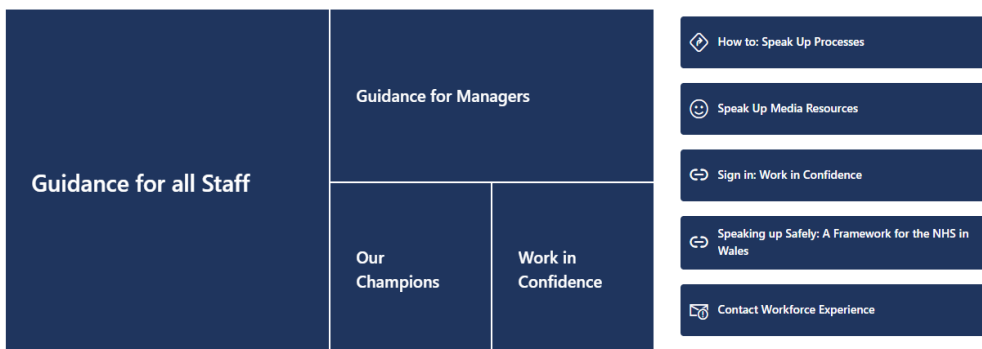 Guidance for all Staff
Guidance for Managers
Our
Champions
Work in
Confidence
How to: Speak Up Processes
Speak Up Media Resources
Sign in: Work in Confidence
Speaking up Safely: A Framework for the NHS in
Wales
Contact Workforce Experience